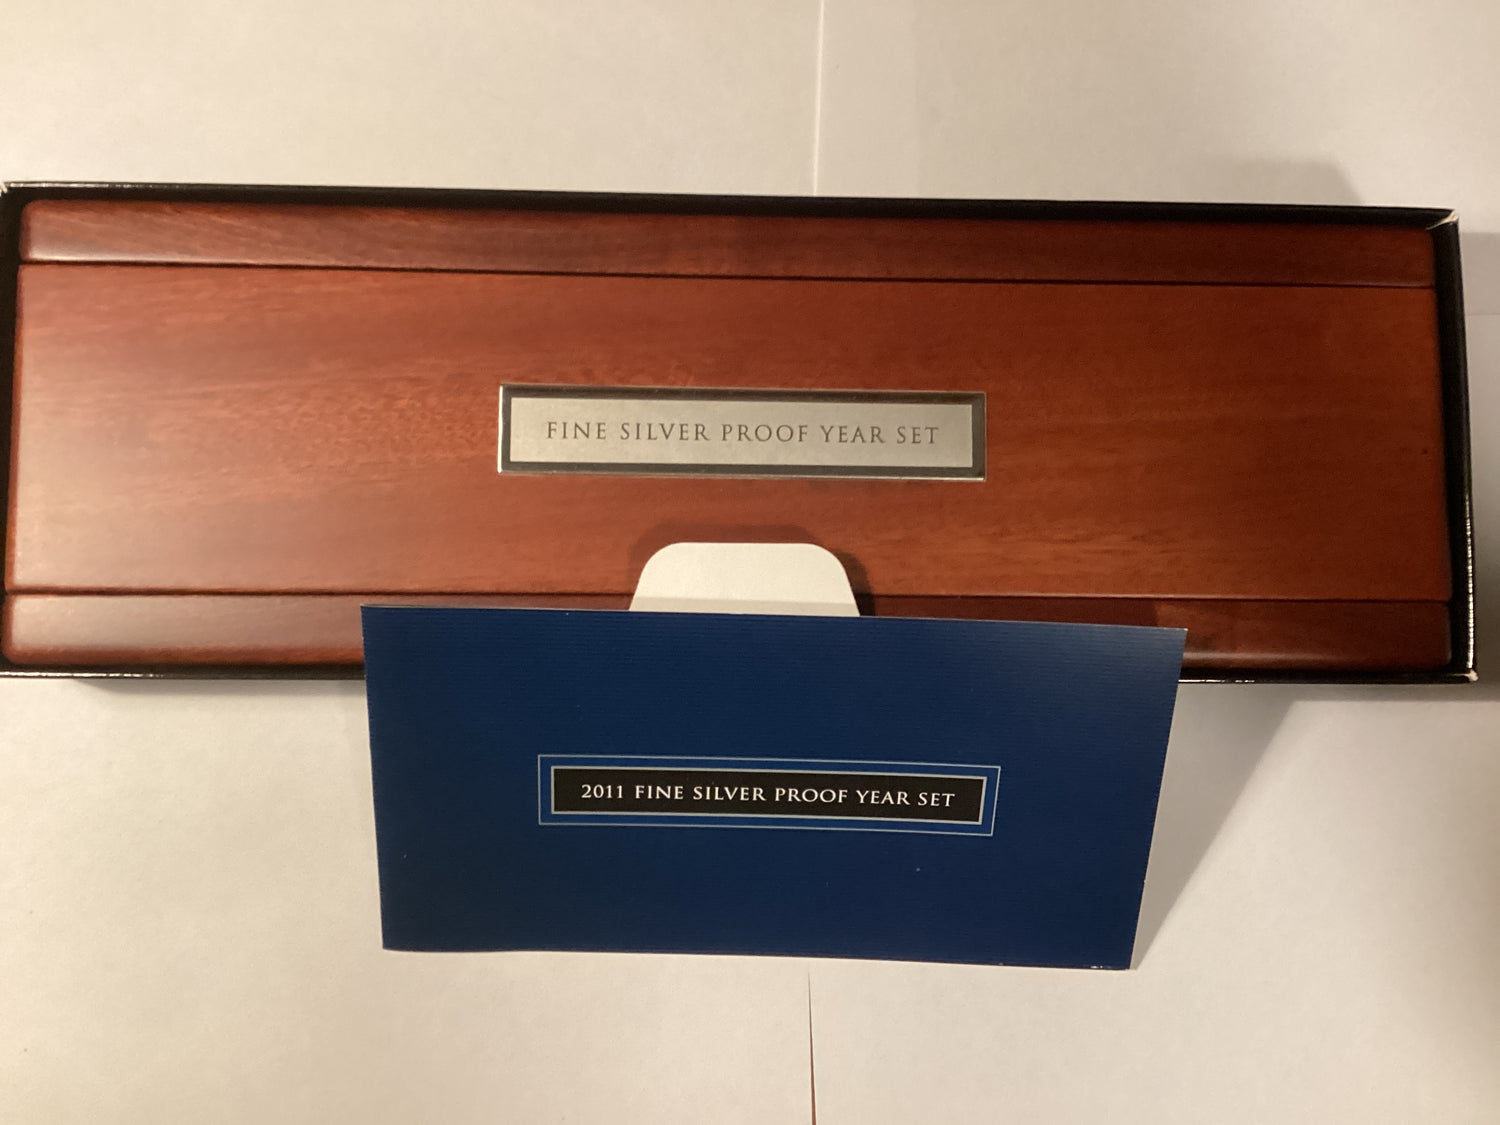 FINE SILVER PROOF YEAR SET
2011 FINE SILVER PROOF YEAR SET